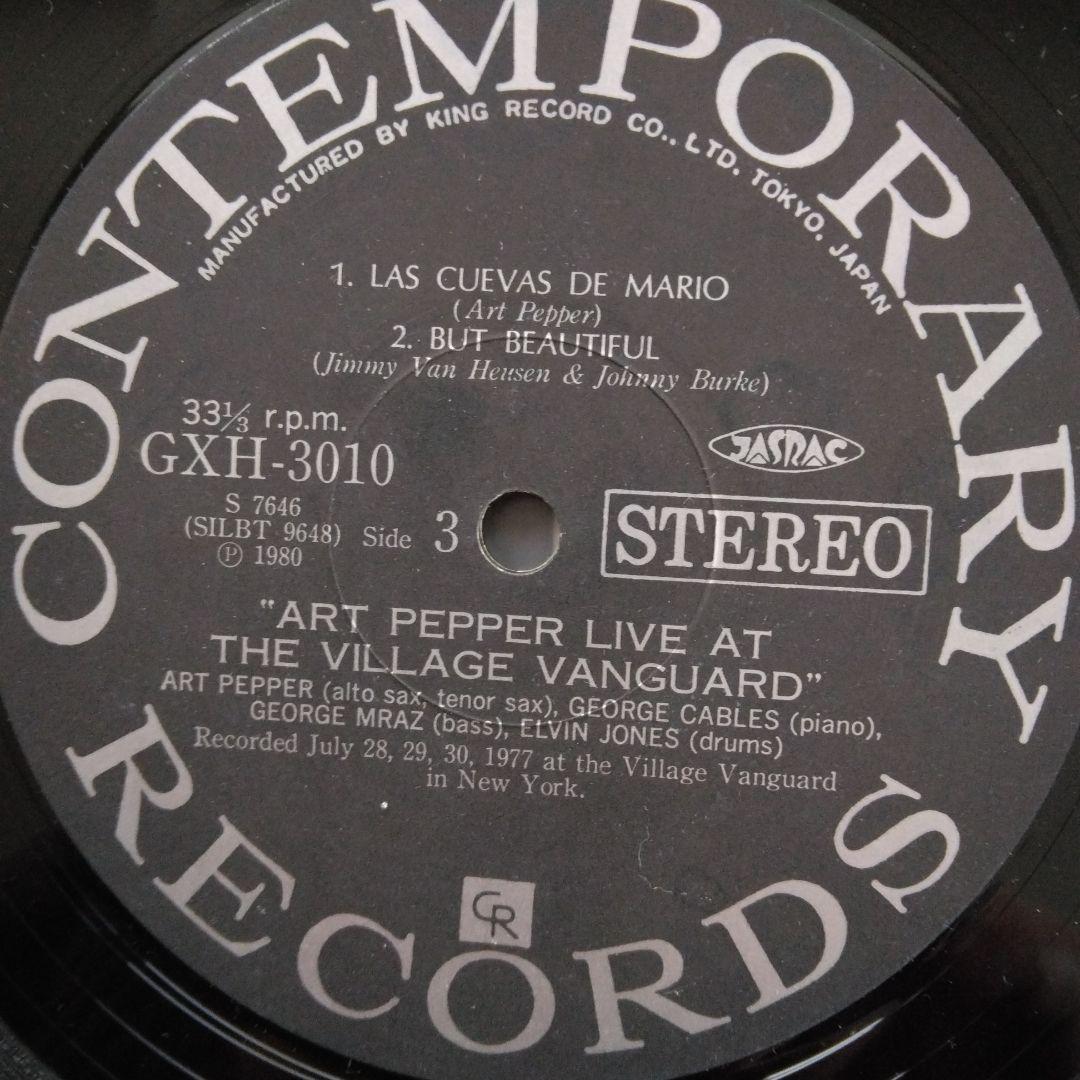 CONTEMPORARY
MANUFACTURED BY KING RECORD CO., LTD. TOKYO. JAPAN
1. LAS CUEVAS DE MARIO
(Art Pepper)
2. BUT BEAUTIFUL
(Jimmy Van Heusen & Johnny Burke)
33⅓ r.p.m.
GXH-3010
JASRAC
S 7646
(SILBT 9648) Side 3
STEREO
Ⓟ 1980
"ART PEPPER LIVE AT
THE VILLAGE VANGUARD"
ART PEPPER (alto sax, tenor sax), GEORGE CABLES (piano),
GEORGE MRAZ (bass), ELVIN JONES (drums)
Recorded July 28, 29, 30, 1977 at the Village Vanguard
in New York.
CR
RECORDS